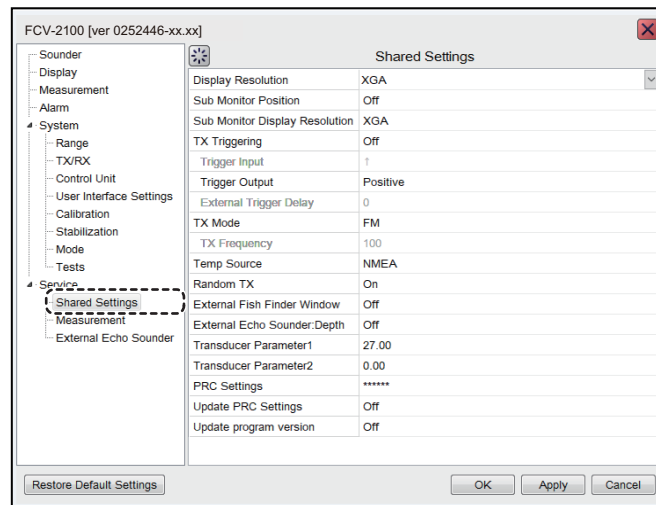 FCV-2100 [ver 0252446-xx.xx]
Sounder
Display
Measurement
Alarm
System
Range
TX/RX
Control Unit
User Interface Settings
Calibration
Stabilization
Mode
Tests
Service
Shared Settings
Measurement
External Echo Sounder
Shared Settings
Display Resolution XGA
Sub Monitor Position Off
Sub Monitor Display Resolution XGA
TX Triggering Off
Trigger Input ↑
Trigger Output Positive
External Trigger Delay 0
TX Mode FM
TX Frequency 100
Temp Source NMEA
Random TX On
External Fish Finder Window Off
External Echo Sounder:Depth Off
Transducer Parameter1 27.00
Transducer Parameter2 0.00
PRC Settings ******
Update PRC Settings Off
Update program version Off
Restore Default Settings OK Apply Cancel